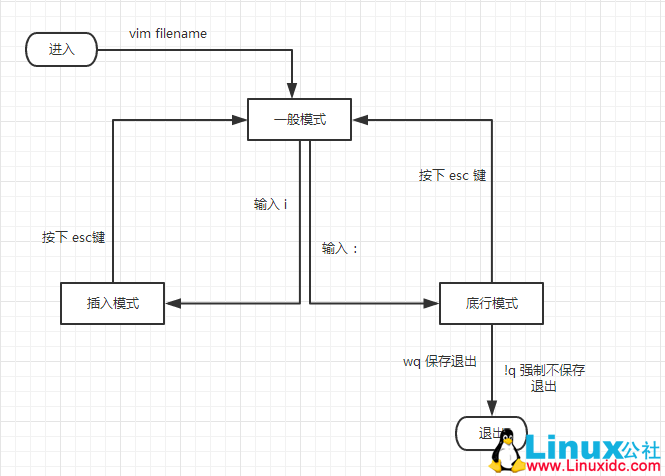 vim filename
进入
一般模式
按下 esc 键
输入 i
按下 esc键
输入 :
插入模式
底行模式
wq 保存退出
!q 强制不保存
退出
退出
Linux公社
www.Linuxidc.com